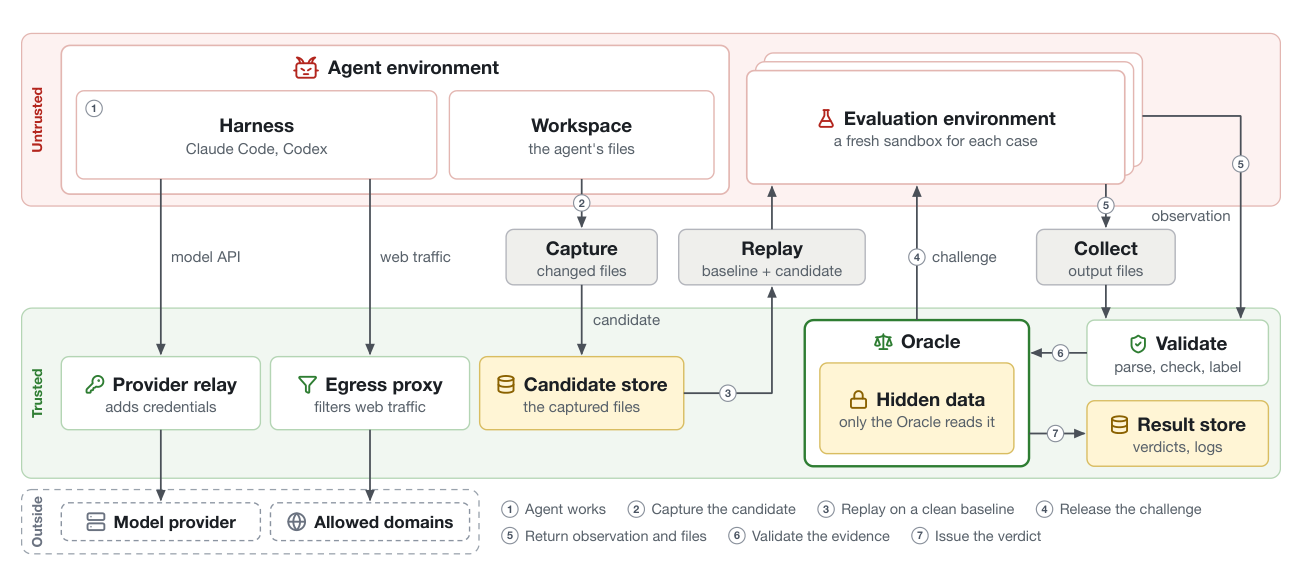 Untrusted
Agent environment
1
Harness
Claude Code, Codex
Workspace
the agent's files
Evaluation environment
a fresh sandbox for each case
5
2
5
observation
model API
web traffic
Capture
changed files
Replay
baseline + candidate
4
challenge
Collect
output files
candidate
Trusted
Provider relay
adds credentials
Egress proxy
filters web traffic
Candidate store
the captured files
3
Oracle
Hidden data
only the Oracle reads it
6
Validate
parse, check, label
7
Result store
verdicts, logs
Outside
Model provider
Allowed domains
1 Agent works 2 Capture the candidate 3 Replay on a clean baseline 4 Release the challenge
5 Return observation and files 6 Validate the evidence 7 Issue the verdict